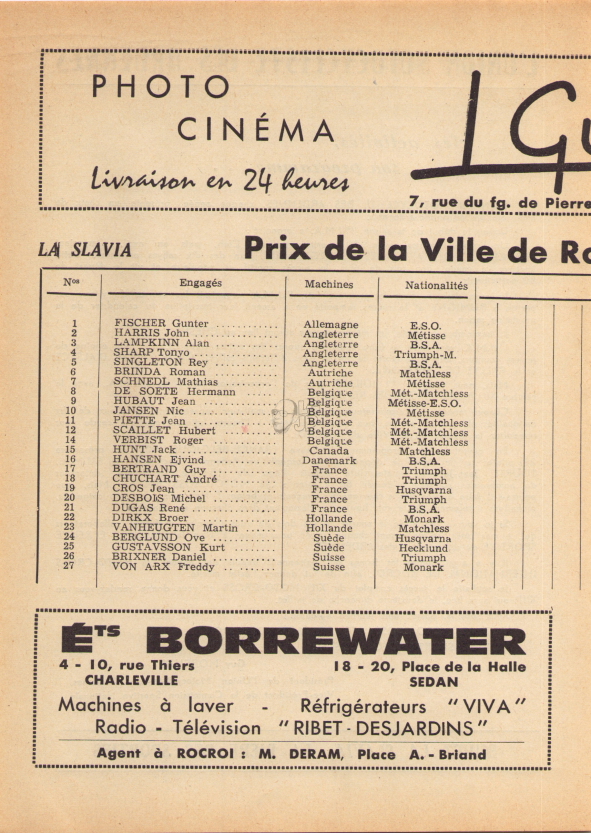 PHOTO
CINÉMA
Livraison en 24 heures
7, rue du fg. de Pierre
LA SLAVIA Prix de la Ville de Ro
Nos Engagés Machines Nationalités
1 FISCHER Gunter ........... Allemagne E.S.O.
2 HARRIS John ............. Angleterre Métisse
3 LAMPKINN Alan ........... Angleterre B.S.A.
4 SHARP Tonyo ............. Angleterre Triumph-M.
5 SINGLETON Rey ........... Angleterre B.S.A.
6 BRINDA Roman ............ Autriche Matchless
7 SCHNEDL Mathias ......... Autriche Métisse
8 DE SOETE Hermann ........ Belgique Mét.-Matchless
9 HUBAUT Jean ............. Belgique Métisse-E.S.O.
10 JANSEN Nic .............. Belgique Métisse
11 PIETTE Jean ............. Belgique Mét.-Matchless
12 SCAILLET Hubert Belgique Mét.-Matchless
14 VERBIST Roger ........... Belgique Mét.-Matchless
15 HUNT Jack ............... Canada Matchless
16 HANSEN Ejvind ........... Danemark B.S.A.
17 BERTRAND Guy ............ France Triumph
18 CHUCHART André .......... France Triumph
19 CROS Jean ............... France Husqvarna
20 DESBOIS Michel .......... France Triumph
21 DUGAS René .............. France B.S.A.
22 DIRKX Broer ............. Hollande Monark
23 VANHEUGTEN Martin ...... Hollande Matchless
24 BERGLUND Ove ............ Suède Husqvarna
25 GUSTAVSSON Kurt ......... Suède Hecklund
26 BRIXNER Daniel .......... Suisse Triumph
27 VON ARX Freddy .. ....... Suisse Monark
ÉTS BORREWATER
4 - 10, rue Thiers 18 - 20, Place de la Halle
CHARLEVILLE SEDAN
Machines à laver - Réfrigérateurs "VIVA"
Radio - Télévision "RIBET-DESJARDINS"
Agent à ROCROI : M. DERAM, Place A. - Briand